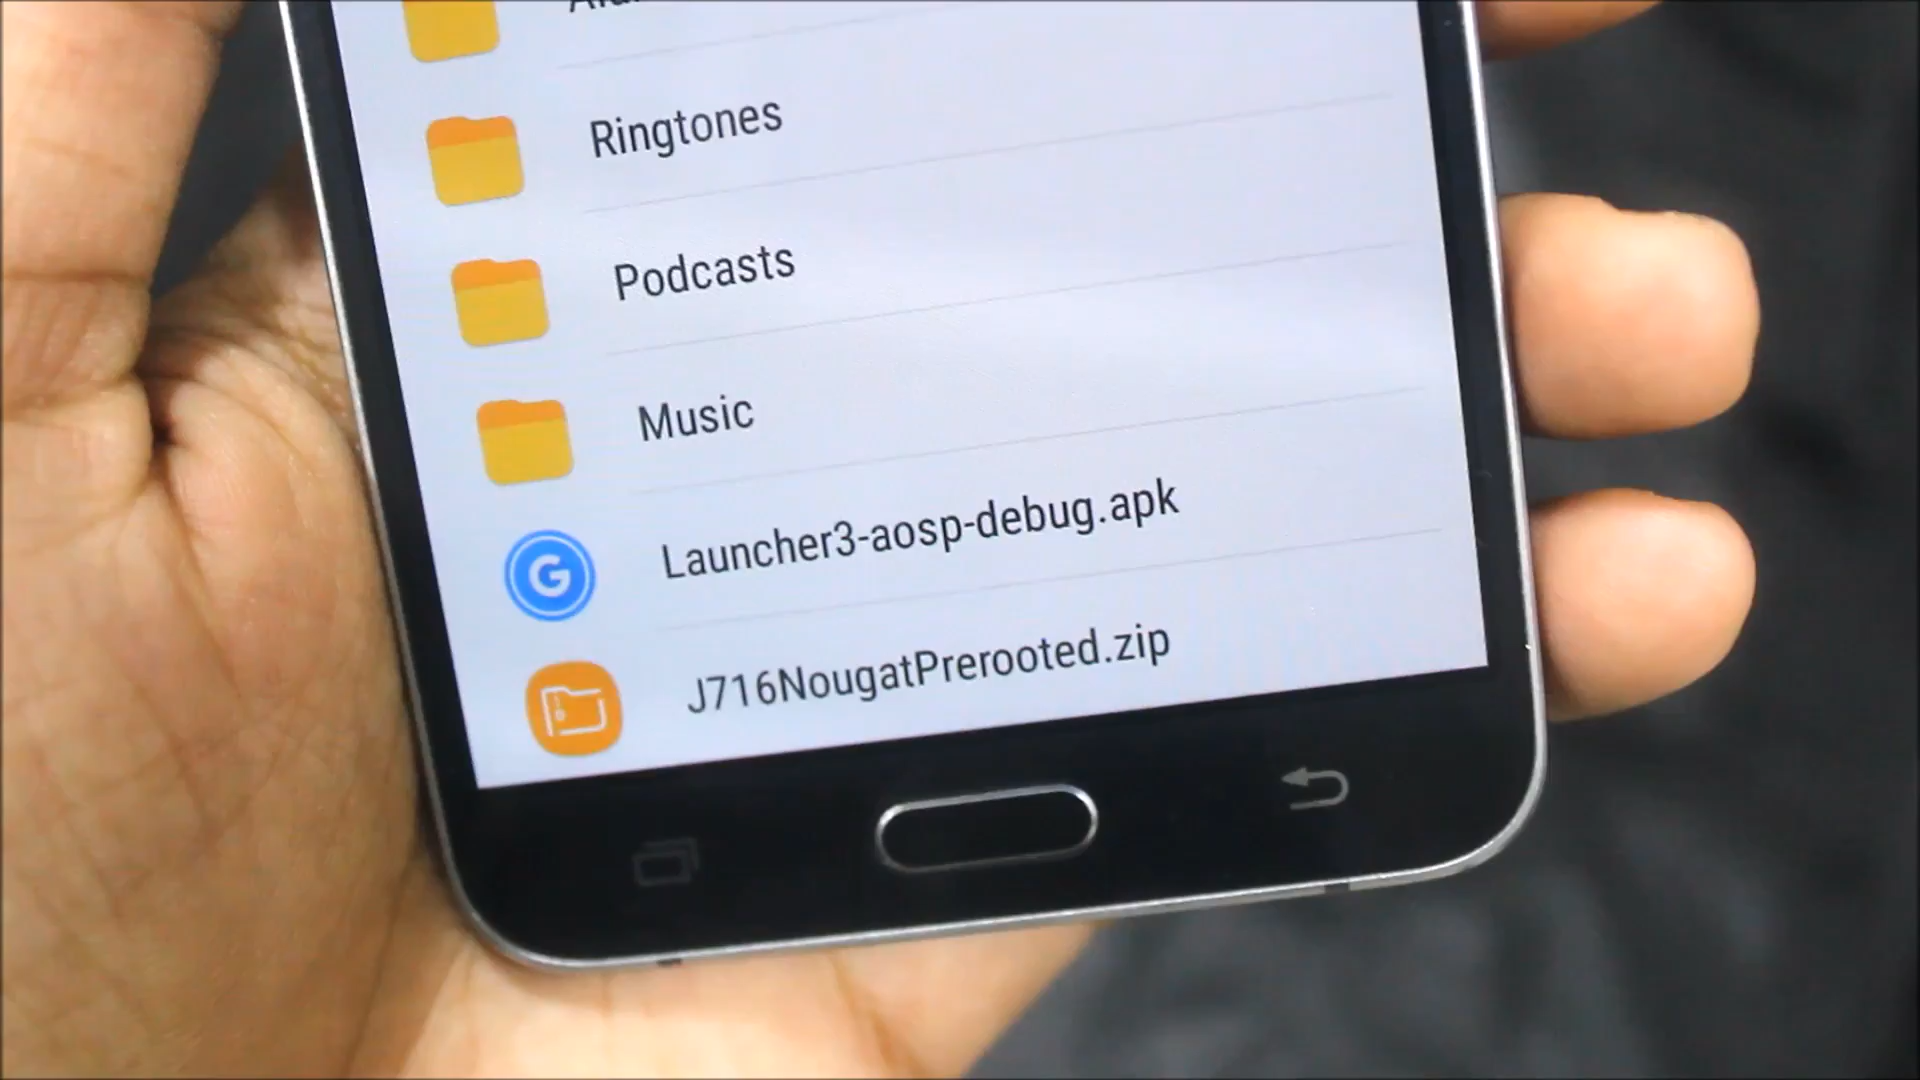 Ringtones
Podcasts
Music
Launcher3-aosp-debug.apk
G
J716NougatPrerooted.zip